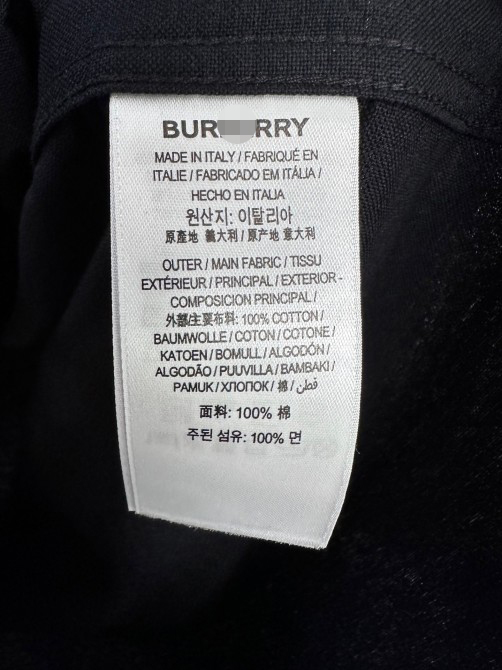 BUR RRY
MADE IN ITALY / FABRIQUÉ EN
ITALIE / FABRICADO EM ITÁLIA /
HECHO EN ITALIA
원산지: 이탈리아
原產地 義大利 / 原产地 意大利
OUTER / MAIN FABRIC / TISSU
EXTÉRIEUR / PRINCIPAL / EXTERIOR -
COMPOSICION PRINCIPAL /
外部/主要布料: 100% COTTON /
BAUMWOLLE / COTON / COTONE /
KATOEN / BOMULL / ALGODÓN /
ALGODÃO / PUUVILLA / BAMBAKI /
PAMUK / ХЛОПОК / 棉 / قطن /
面料: 100% 棉
주된 섬유: 100% 면